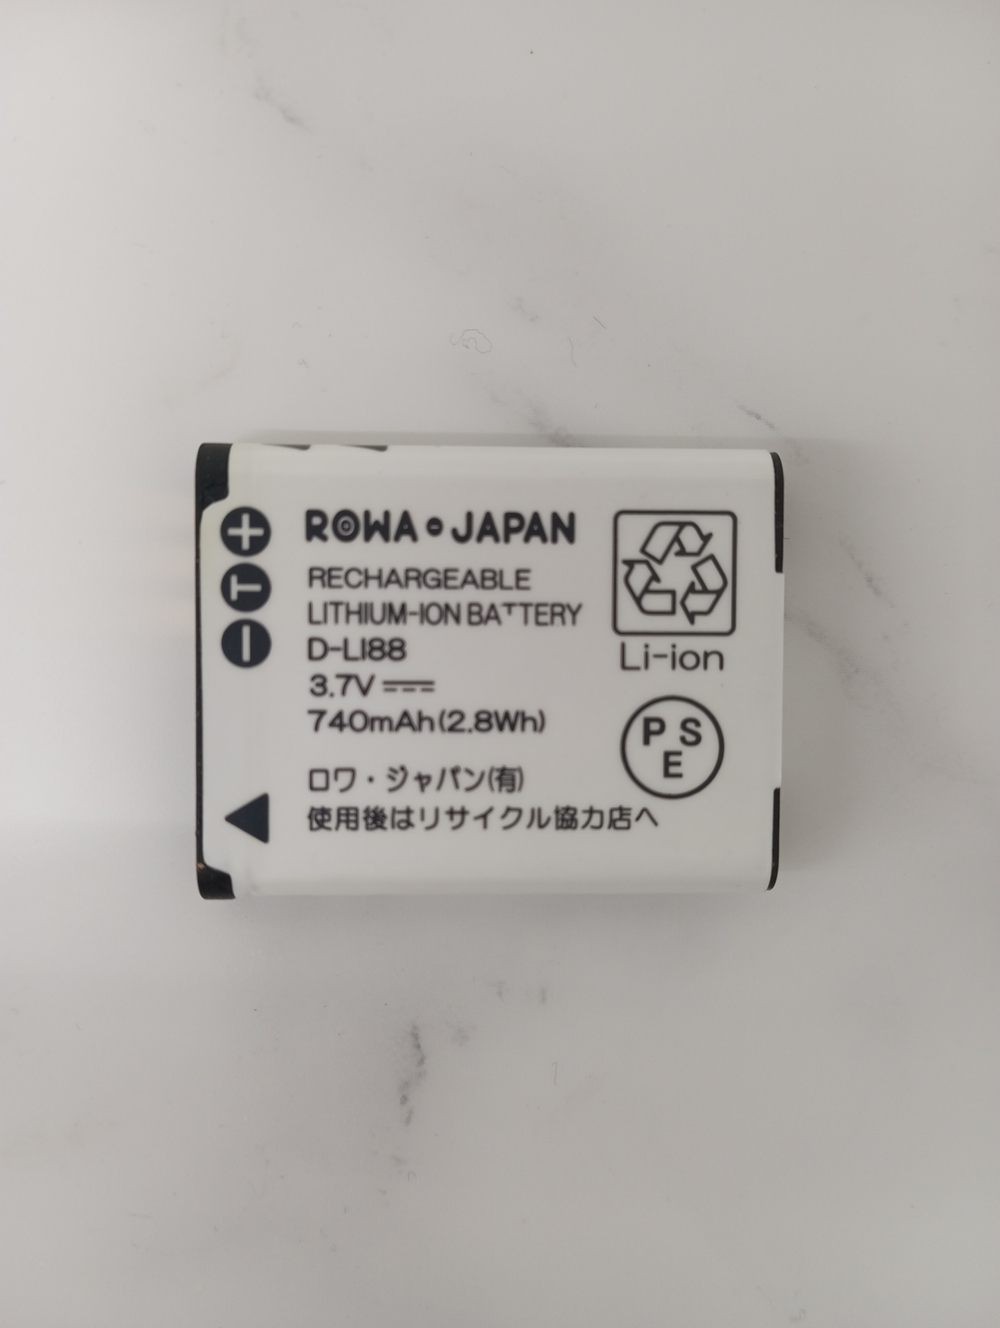 ROWA・JAPAN
RECHARGEABLE
LITHIUM-ION BATTERY
D-LI88
3.7V
740mAh(2.8Wh)
ロワ・ジャパン(有)
使用後はリサイクル協力店へ
+
T
−
Li-ion
P S
E